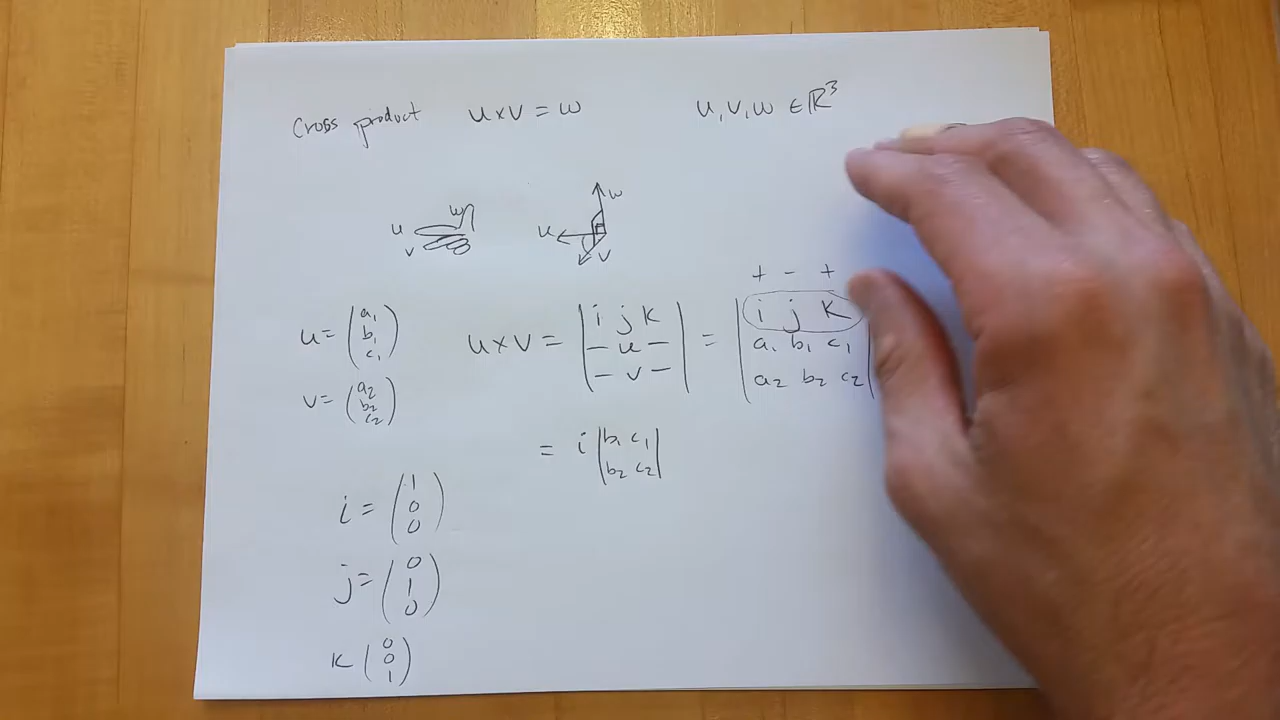 Cross product u×v = w u,v,w ∈ ℝ³
w
u
v
w
u
v
+ - +
u = (a₁ b₁ c₁)
u×v = |i j k| = |i j k|
|- u -| |a₁ b₁ c₁|
|- v -| |a₂ b₂ c₂|
v = (a₂ b₂ c₂)
= i |b₁ c₁|
|b₂ c₂|
i = (1 0 0)
j = (0 1 0)
k (0 0 1)